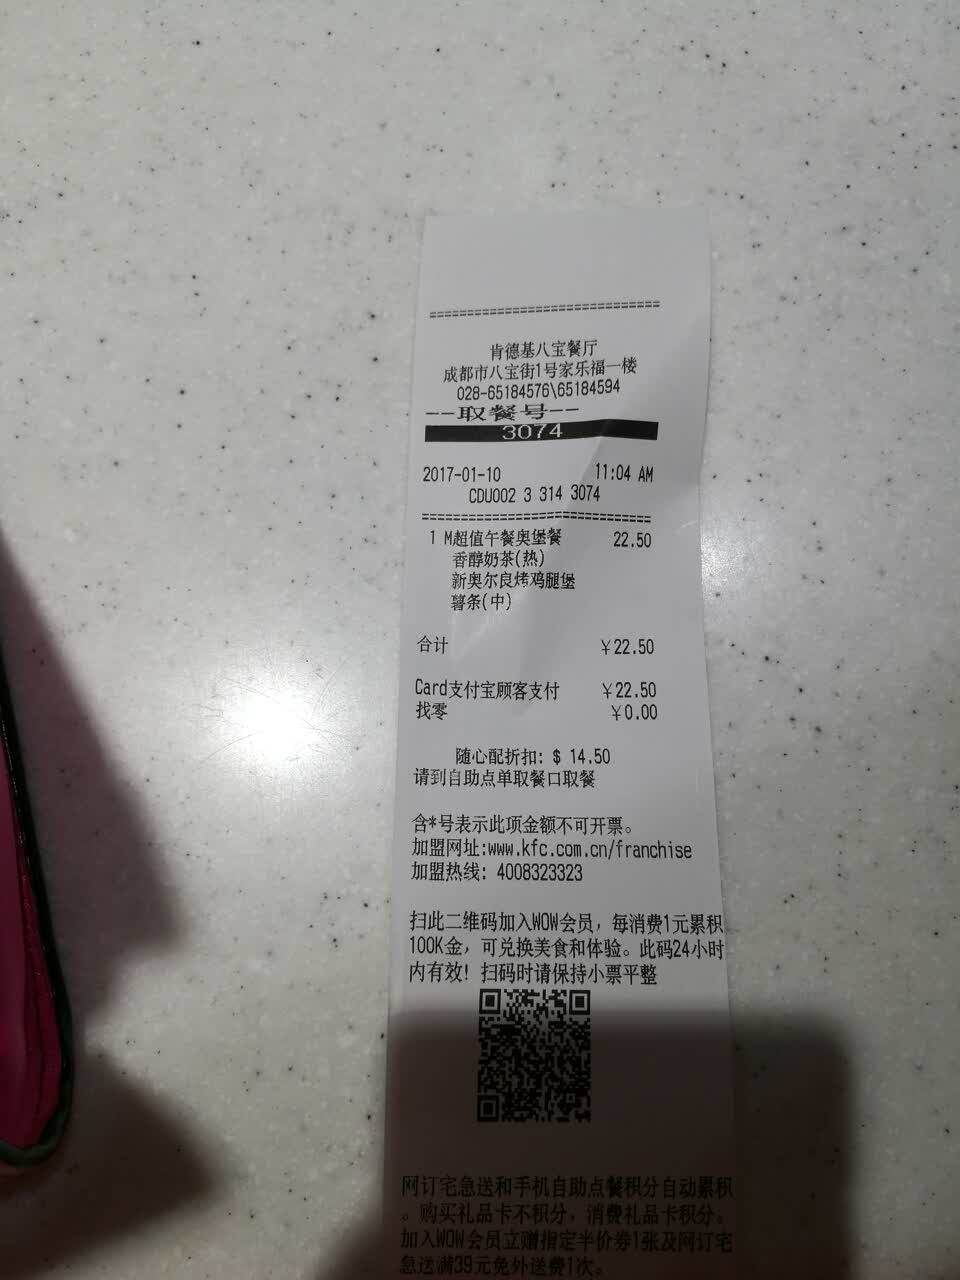 ==============================
肯德基八宝餐厅
成都市八宝街1号家乐福一楼
028-65184576\65184594
--取餐号--
3074
2017-01-10 11:04 AM
CDU002 3 314 3074
==============================
1 M超值午餐奥堡餐 22.50
香醇奶茶(热)
新奥尔良烤鸡腿堡
薯条(中)
合计 ¥22.50
Card支付宝顾客支付 ¥22.50
找零 ¥0.00
随心配折扣: $ 14.50
请到自助点单取餐口取餐
含*号表示此项金额不可开票。
加盟网址:www.kfc.com.cn/franchise
加盟热线: 4008323323
扫此二维码加入WOW会员，每消费1元累积
100K金，可兑换美食和体验。此码24小时
内有效！扫码时请保持小票平整
网订宅急送和手机自助点餐积分自动累积
。购买礼品卡不积分，消费礼品卡积分。
加入WOW会员立赠指定半价券1张及网订宅
急送满39元免外送费1次。